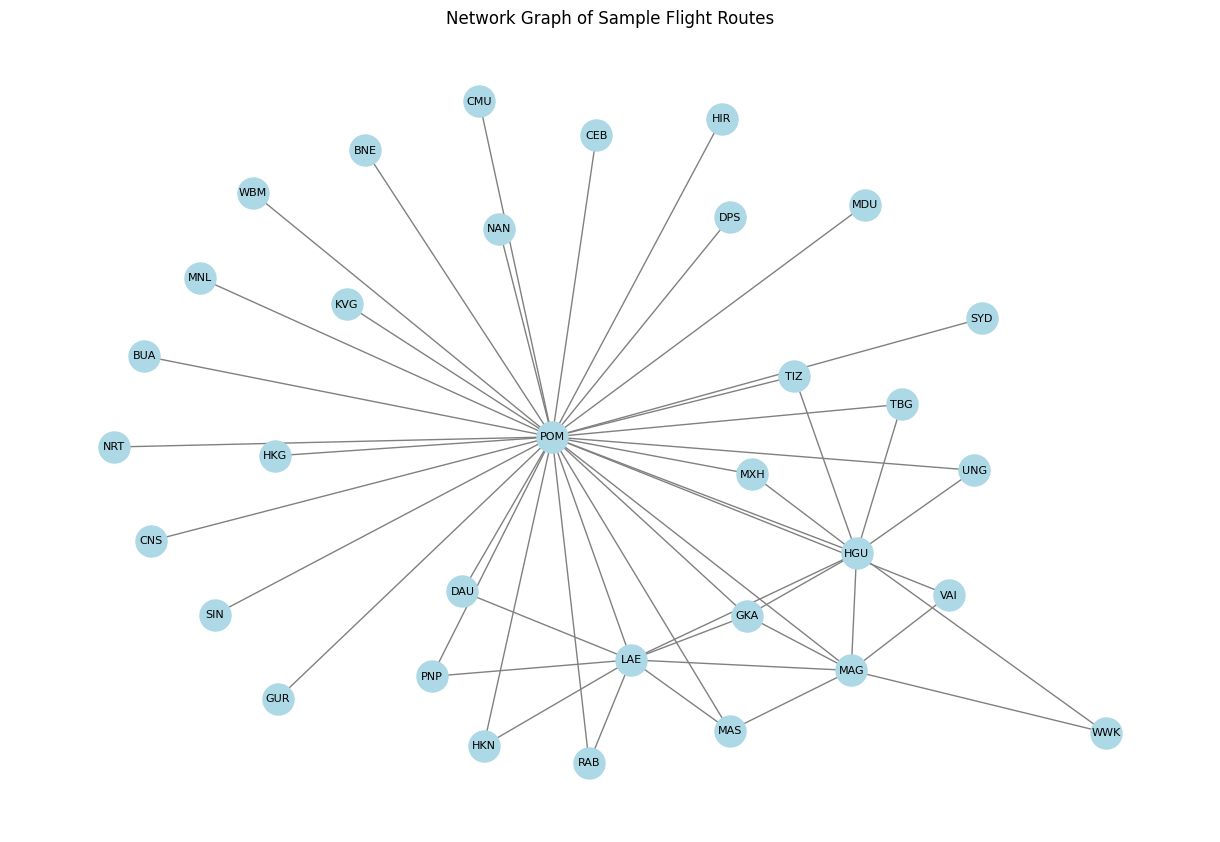 Network Graph of Sample Flight Routes
CMU
HIR
CEB
BNE
WBM
MDU
DPS
NAN
MNL
KVG
SYD
BUA
TIZ
TBG
POM
NRT
HKG
UNG
MXH
CNS
HGU
DAU
VAI
SIN
GKA
LAE
MAG
PNP
GUR
MAS
WWK
HKN
RAB